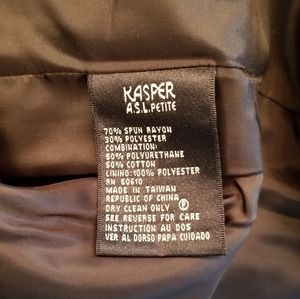 KASPER
A.S.L. PETITE
70% SPUN RAYON
30% POLYESTER
COMBINATION:
50% POLYURETHANE
50% COTTON
LINING: 100% POLYESTER
RN 50610
MADE IN TAIWAN
REPUBLIC OF CHINA
DRY CLEAN ONLY Ⓟ
SEE REVERSE FOR CARE
INSTRUCTION AU DOS
VER AL DORSO PAPA CUIDADO